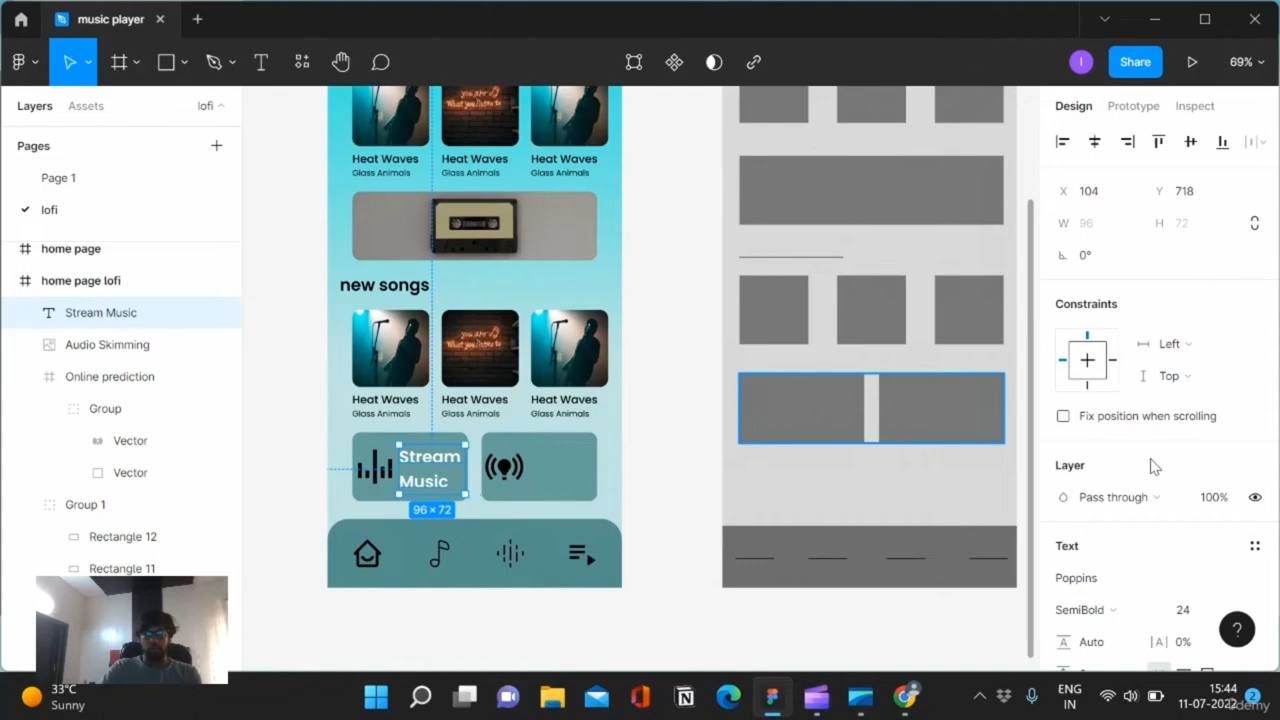 music player
Share
69%
Layers
Assets
lofi
Pages
Page 1
lofi
home page
home page lofi
Stream Music
Audio Skimming
Online prediction
Group
Vector
Vector
Group 1
Rectangle 12
Rectangle 11
Heat Waves
Glass Animals
Heat Waves
Glass Animals
Heat Waves
Glass Animals
new songs
Heat Waves
Glass Animals
Heat Waves
Glass Animals
Heat Waves
Glass Animals
Stream
Music
96 × 72
Design
Prototype
Inspect
X 104
Y 718
W 96
H 72
0°
Constraints
Left
Top
Fix position when scrolling
Layer
Pass through
100%
Text
Poppins
SemiBold
24
Auto
|A| 0%
?
33°C
Sunny
ENG
IN
15:44
11-07-2022
2
Udemy